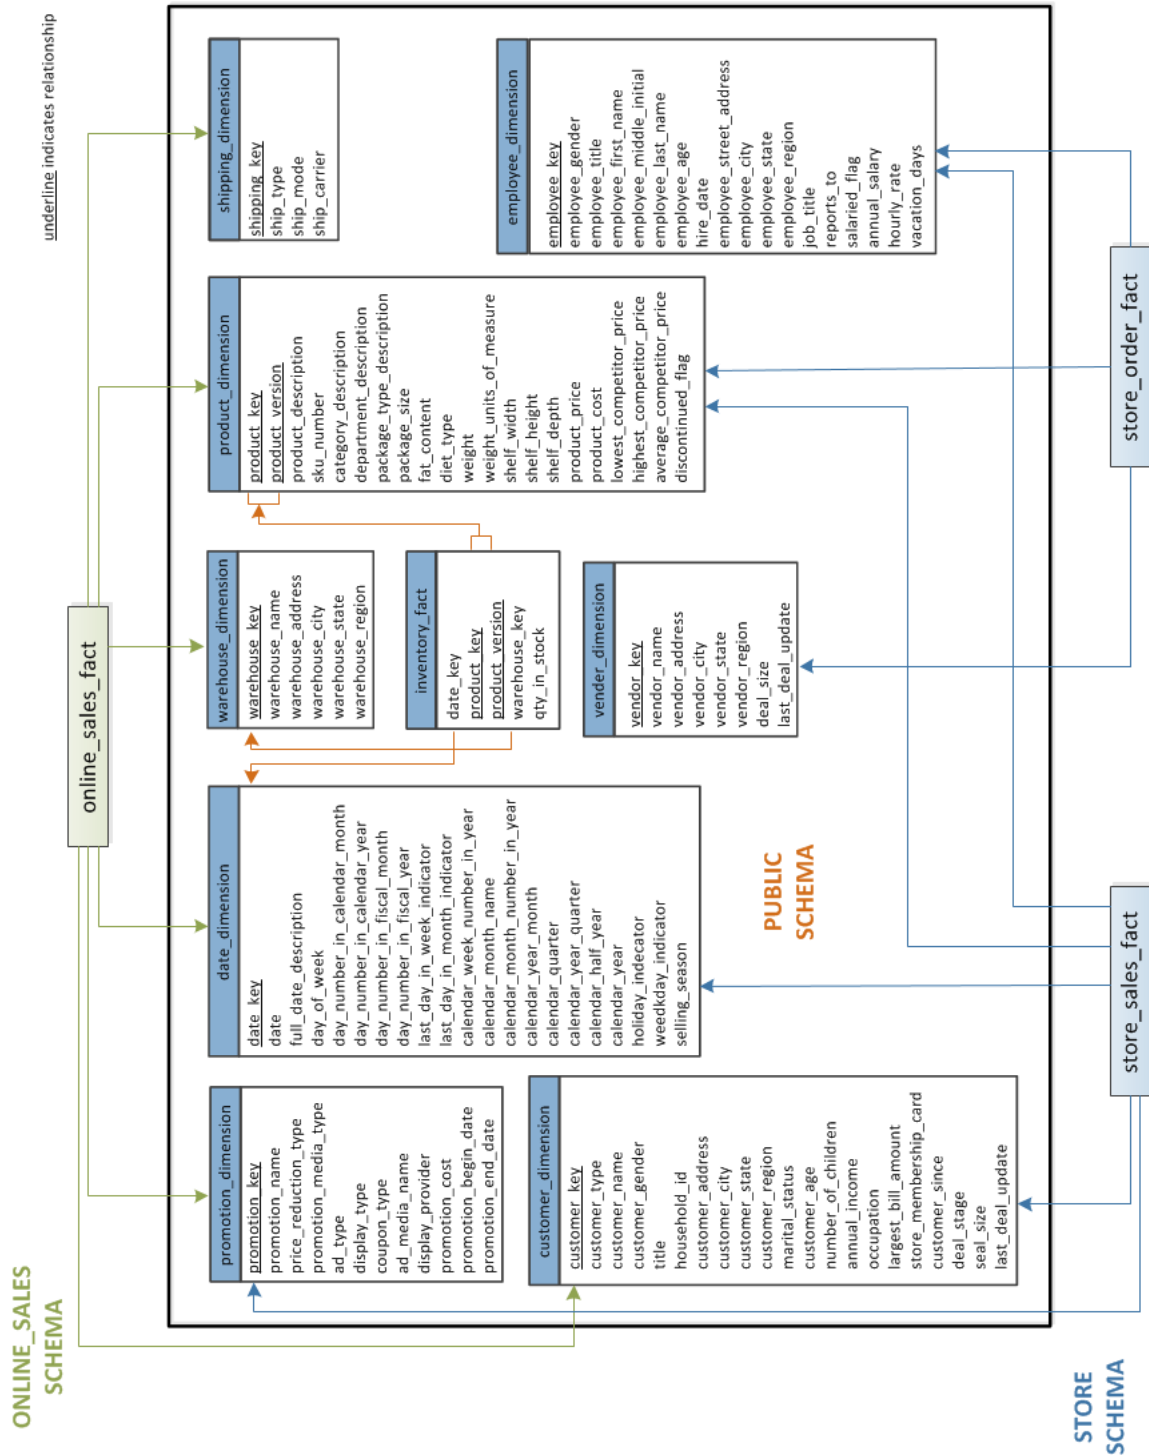 ONLINE_SALES
SCHEMA
online_sales_fact
underline indicates relationship
promotion_dimension
promotion_key
promotion_name
price_reduction_type
promotion_media_type
ad_type
display_type
coupon_type
ad_media_name
display_provider
promotion_cost
promotion_begin_date
promotion_end_date
date_dimension
date_key
date
full_date_description
day_of_week
day_number_in_calendar_month
day_number_in_calendar_year
day_number_in_fiscal_month
day_number_in_fiscal_year
last_day_in_week_indicator
last_day_in_month_indicator
calendar_week_number_in_year
calendar_month_name
calendar_month_number_in_year
calendar_year_month
calendar_quarter
calendar_year_quarter
calendar_half_year
calendar_year
holiday_indecator
weedkday_indicator
selling_season
warehouse_dimension
warehouse_key
warehouse_name
warehouse_address
warehouse_city
warehouse_state
warehouse_region
product_dimension
product_key
product_version
product_description
sku_number
category_description
department_description
package_type_description
package_size
fat_content
diet_type
weight
weight_units_of_measure
shelf_width
shelf_height
shelf_depth
product_price
product_cost
lowest_competitor_price
highest_competitor_price
average_competitor_price
discontinued_flag
shipping_dimension
shipping_key
ship_type
ship_mode
ship_carrier
inventory_fact
date_key
product_key
product_version
warehouse_key
qty_in_stock
customer_dimension
customer_key
customer_type
customer_name
customer_gender
title
household_id
customer_address
customer_city
customer_state
customer_region
marital_status
customer_age
number_of_children
annual_income
occupation
largest_bill_amount
store_membership_card
customer_since
deal_stage
seal_size
last_deal_update
vender_dimension
vendor_key
vendor_name
vendor_address
vendor_city
vendor_state
vendor_region
deal_size
last_deal_update
employee_dimension
employee_key
employee_gender
employee_title
employee_first_name
employee_middle_initial
employee_last_name
employee_age
hire_date
employee_street_address
employee_city
employee_state
employee_region
job_title
reports_to
salaried_flag
annual_salary
hourly_rate
vacation_days
PUBLIC
SCHEMA
STORE
SCHEMA
store_sales_fact
store_order_fact